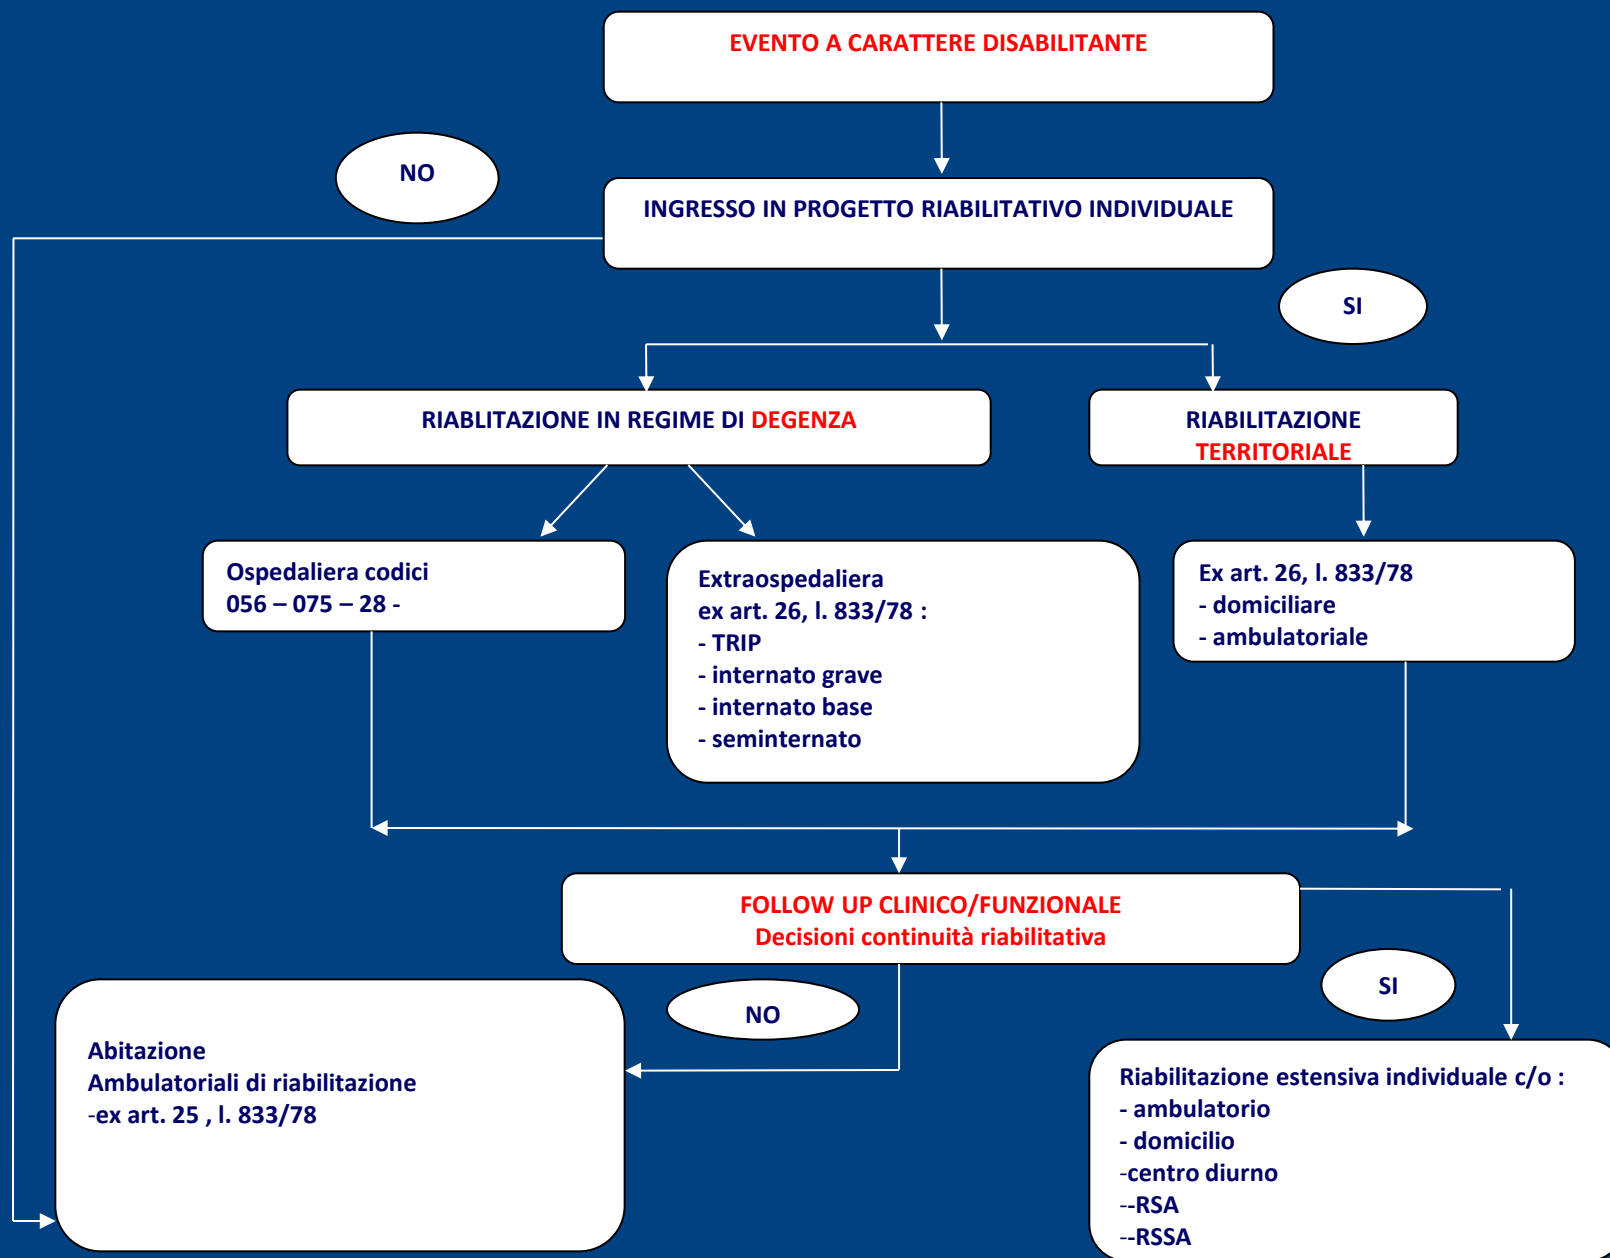 EVENTO A CARATTERE DISABILITANTE
NO
INGRESSO IN PROGETTO RIABILITATIVO INDIVIDUALE
SI
RIABLITAZIONE IN REGIME DI DEGENZA
RIABILITAZIONE
TERRITORIALE
Ospedaliera codici
056 – 075 – 28 -
Extraospedaliera
ex art. 26, l. 833/78 :
- TRIP
- internato grave
- internato base
- seminternato
Ex art. 26, l. 833/78
- domiciliare
- ambulatoriale
FOLLOW UP CLINICO/FUNZIONALE
Decisioni continuità riabilitativa
NO
SI
Abitazione
Ambulatoriali di riabilitazione
-ex art. 25 , l. 833/78
Riabilitazione estensiva individuale c/o :
- ambulatorio
- domicilio
-centro diurno
--RSA
--RSSA